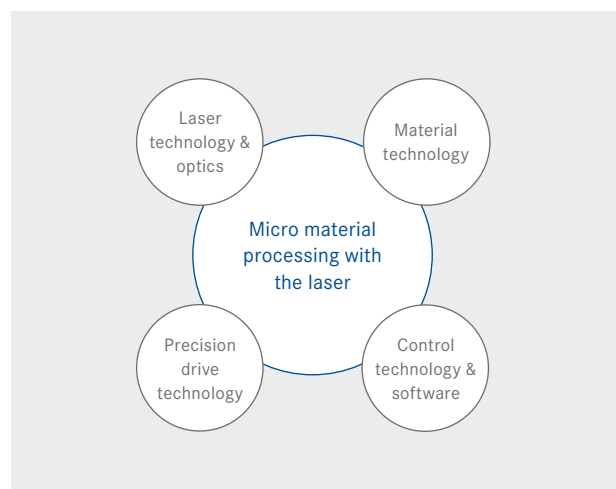 Laser
technology &
optics
Material
technology
Micro material
processing with
the laser
Precision
drive
technology
Control
technology &
software